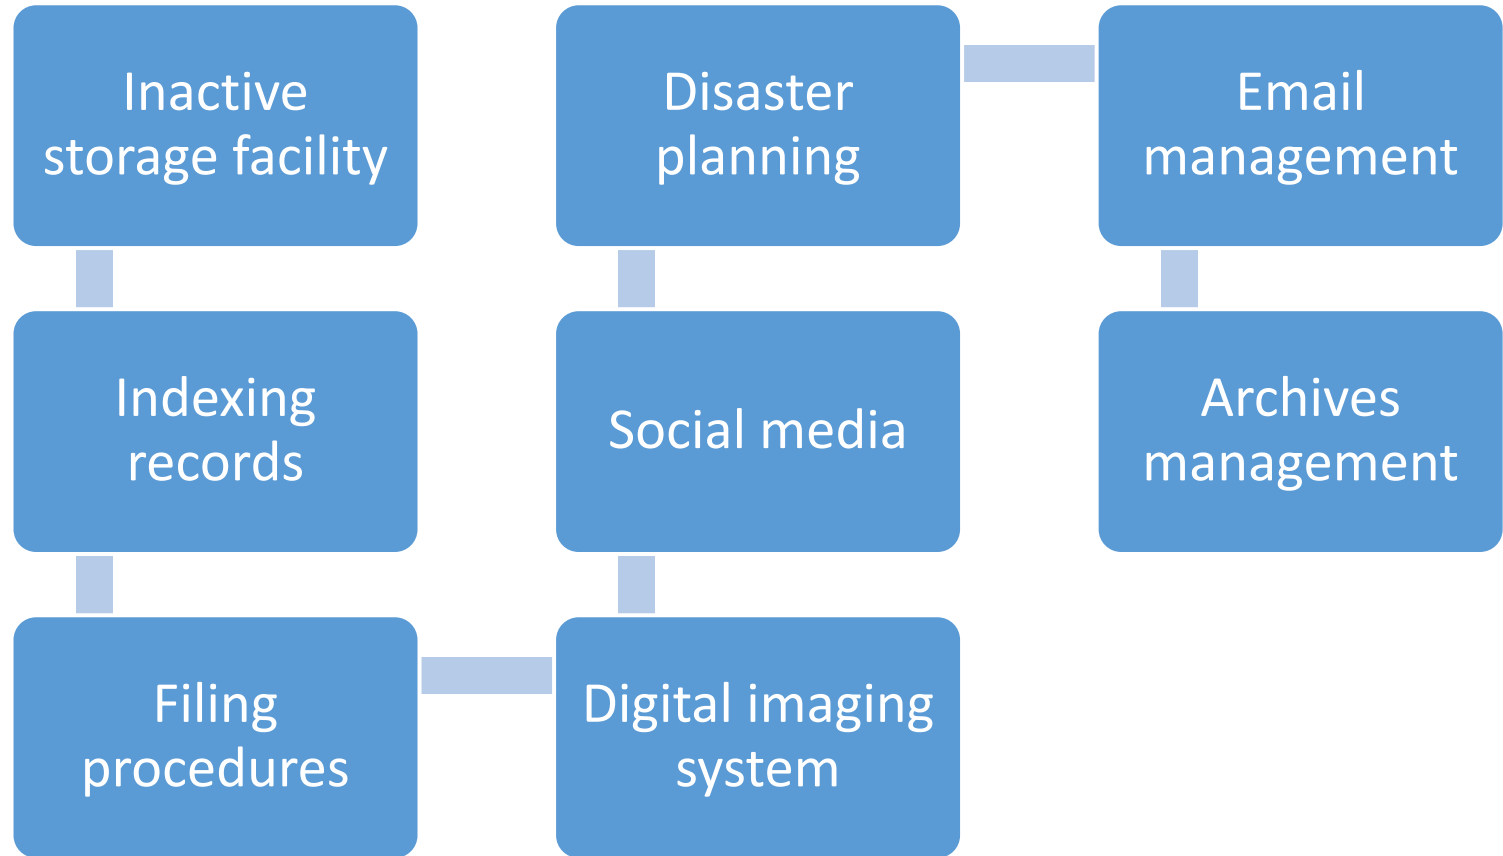 Inactive
storage facility
Indexing
records
Filing
procedures
Digital imaging
system
Social media
Disaster
planning
Email
management
Archives
management